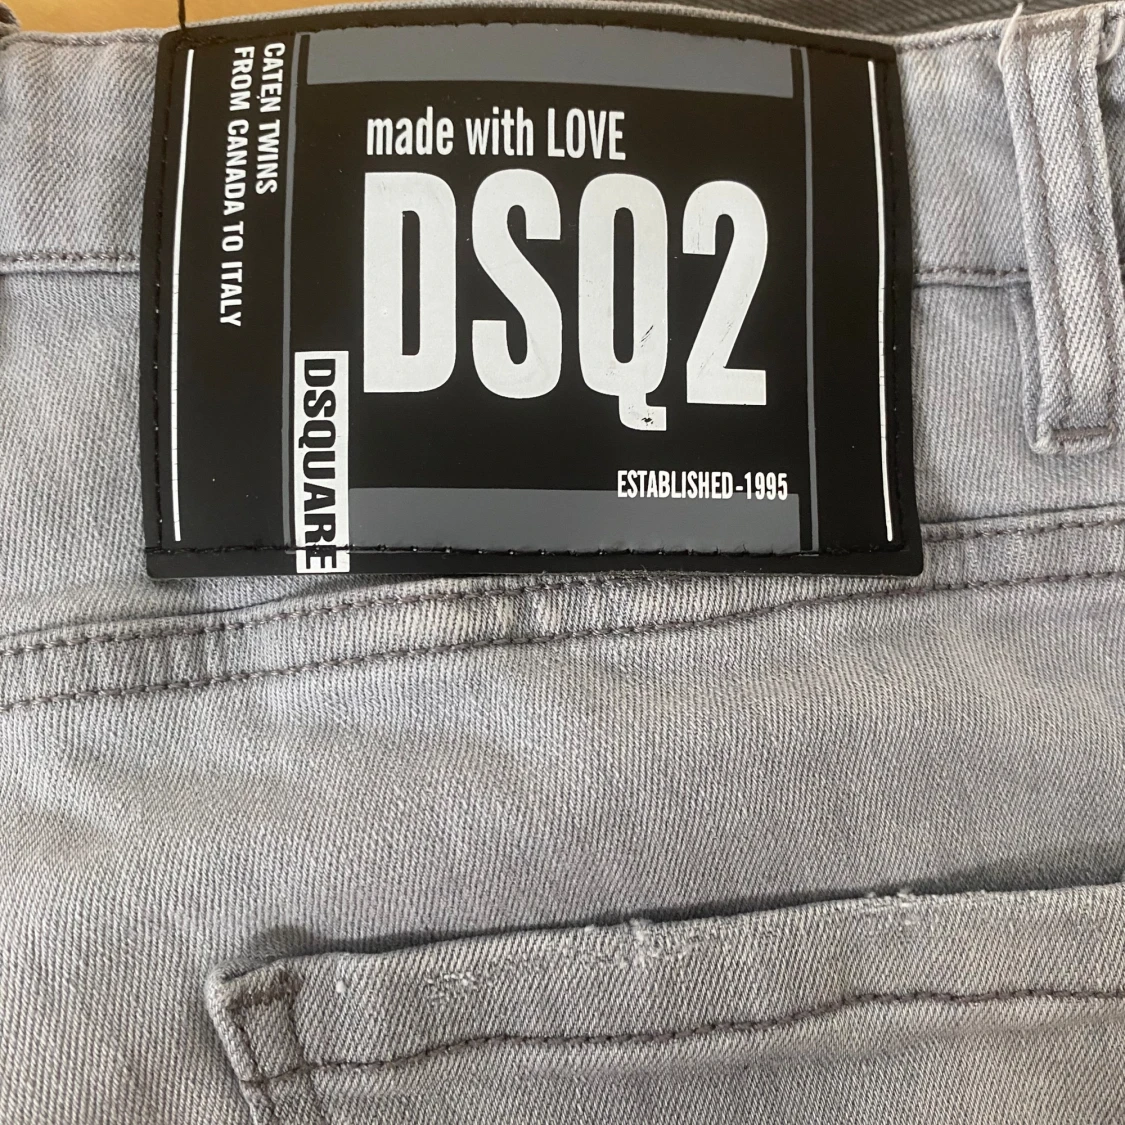 CATEN TWINS
FROM CANADA TO ITALY
made with LOVE
DSQ2
DSQUARE
ESTABLISHED-1995